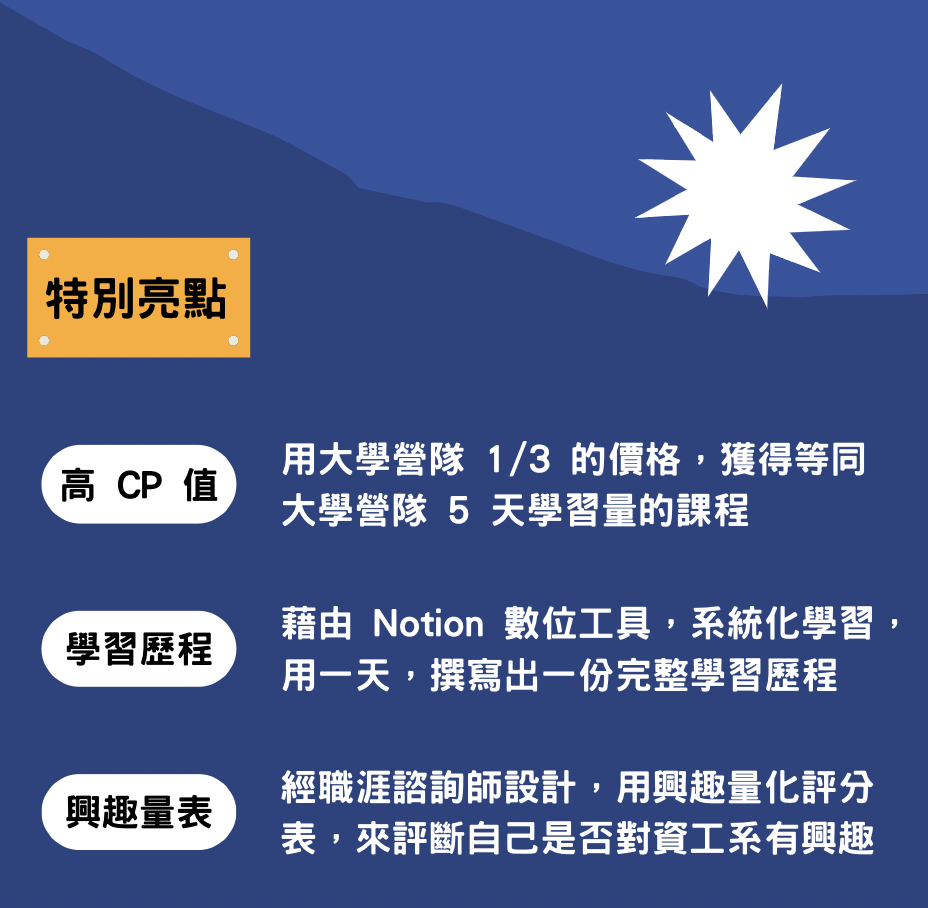 特別亮點
高 CP 值
用大學營隊 1/3 的價格，獲得等同
大學營隊 5 天學習量的課程
學習歷程
藉由 Notion 數位工具，系統化學習，
用一天，撰寫出一份完整學習歷程
興趣量表
經職涯諮詢師設計，用興趣量化評分
表，來評斷自己是否對資工系有興趣